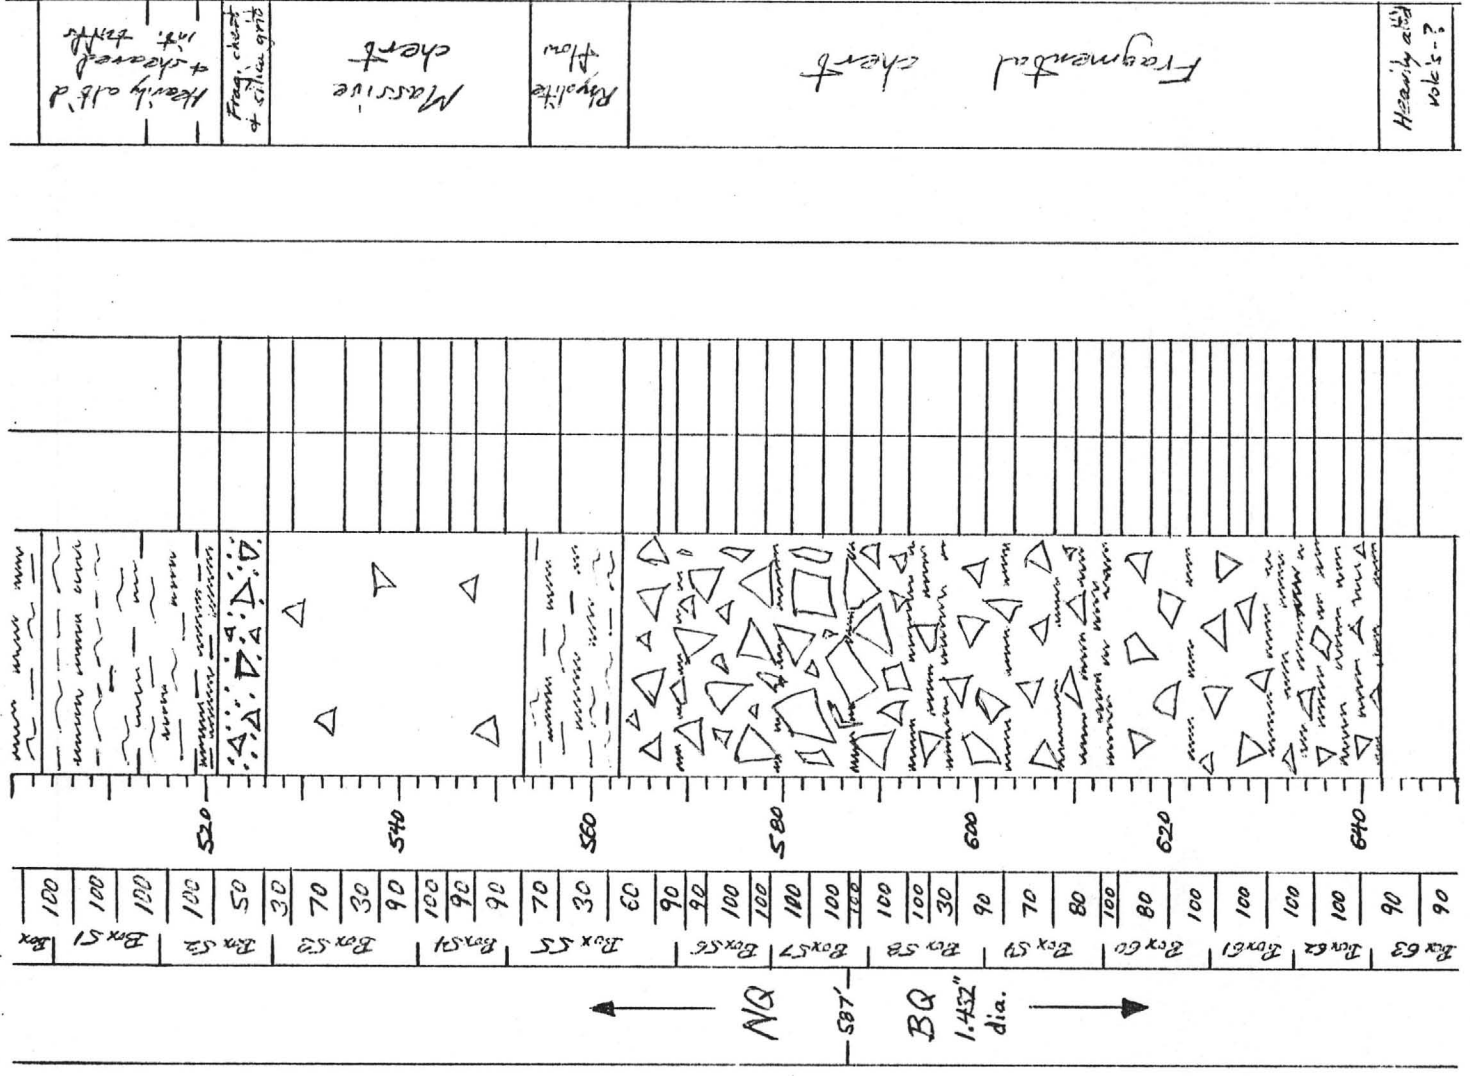 Heavily alt'd
& sheared
int. tuffs
Frag. chert
& silica grit
Massive
chert
Rhyolite
flow
Fragmental chert
Heavily alt'd
volc's-?
520
540
560
580
600
620
640
100
100
100
100
50
30
70
30
90
100
90
90
70
30
60
90
90
100
100
100
100
100
100
100
30
90
70
80
100
80
100
100
100
100
90
90
Box
Box 51
Box 52
Box 53
Box 54
Box 55
Box 56
Box 57
Box 58
Box 59
Box 60
Box 61
Box 62
Box 63
NQ
587'
BQ
1.432"
dia.